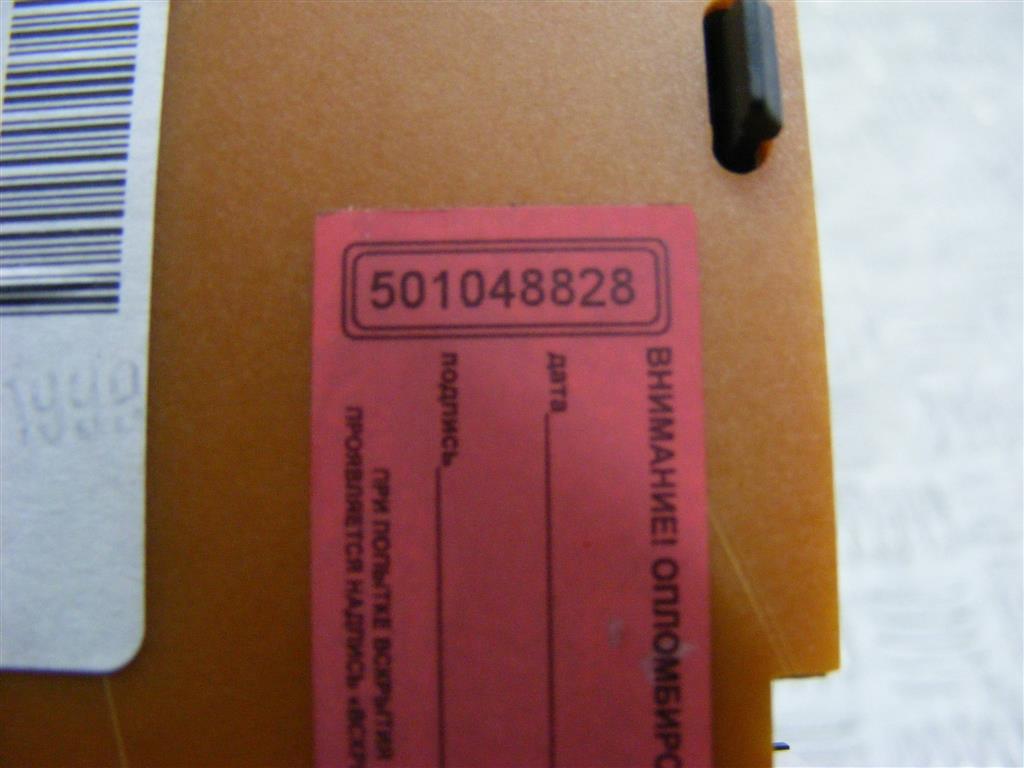 501048828
ВНИМАНИЕ! ОПЛОМБИРО
дата
подпись
ПРИ ПОПЫТКЕ ВСКРЫТИЯ
ПРОЯВЛЯЕТСЯ НАДПИСЬ «ВСКР